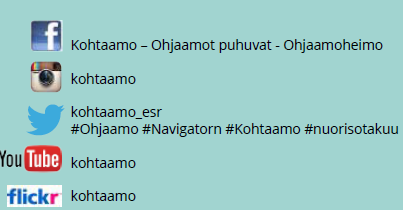 f
Kohtaamo – Ohjaamot puhuvat - Ohjaamoheimo
kohtaamo
kohtaamo_esr
#Ohjaamo #Navigatorn #Kohtaamo #nuorisotakuu
YouTube kohtaamo
flickr kohtaamo